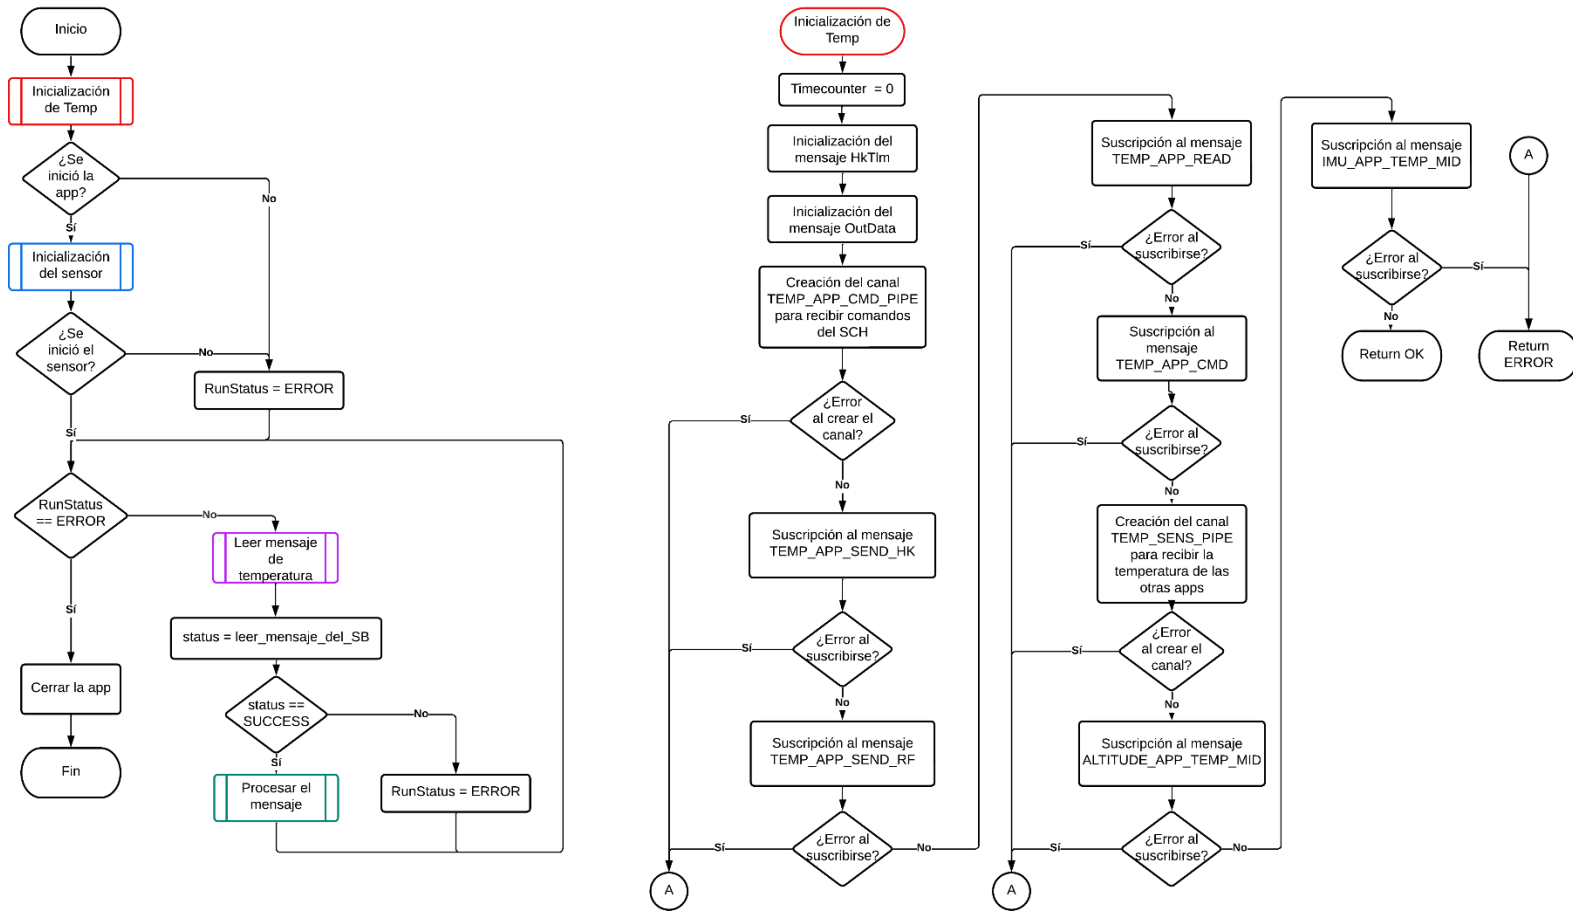 Inicio
Inicialización
de Temp
¿Se
inició la
app?
No
Sí
Inicialización
del sensor
¿Se
inició el
sensor?
No
RunStatus = ERROR
Sí
RunStatus
== ERROR
No
Leer mensaje
de
temperatura
Sí
status = leer_mensaje_del_SB
Cerrar la app
status ==
SUCCESS
No
Sí
Fin
Procesar el
mensaje
RunStatus = ERROR
Inicialización de
Temp
Timecounter = 0
Inicialización del
mensaje HkTlm
Inicialización del
mensaje OutData
Creación del canal
TEMP_APP_CMD_PIPE
para recibir comandos
del SCH
¿Error
al crear el
canal?
Sí
No
Suscripción al mensaje
TEMP_APP_SEND_HK
¿Error al
suscribirse?
Sí
No
Suscripción al mensaje
TEMP_APP_SEND_RF
¿Error al
suscribirse?
Sí
No
A
Suscripción al mensaje
TEMP_APP_READ
¿Error al
suscribirse?
Sí
No
Suscripción al
mensaje
TEMP_APP_CMD
¿Error al
suscribirse?
Sí
No
Creación del canal
TEMP_SENS_PIPE
para recibir la
temperatura de las
otras apps
¿Error
al crear el
canal?
Sí
No
Suscripción al mensaje
ALTITUDE_APP_TEMP_MID
¿Error al
suscribirse?
Sí
No
A
Suscripción al mensaje
IMU_APP_TEMP_MID
A
¿Error al
suscribirse?
Sí
No
Return OK
Return
ERROR